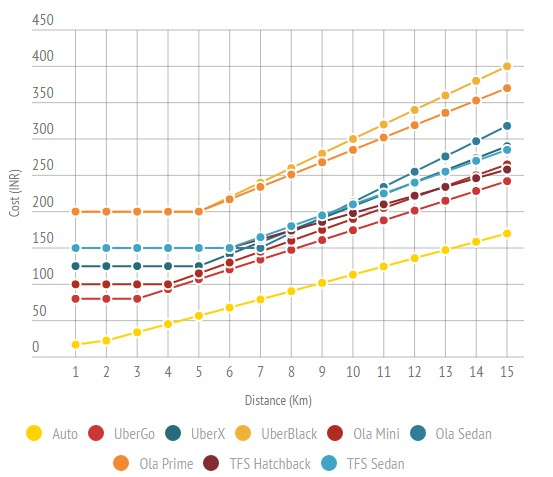 450
400
350
300
250
200
150
100
50
0
Cost (INR)
1 2 3 4 5 6 7 8 9 10 11 12 13 14 15
Distance (Km)
Auto UberGo UberX UberBlack Ola Mini Ola Sedan
Ola Prime TFS Hatchback TFS Sedan